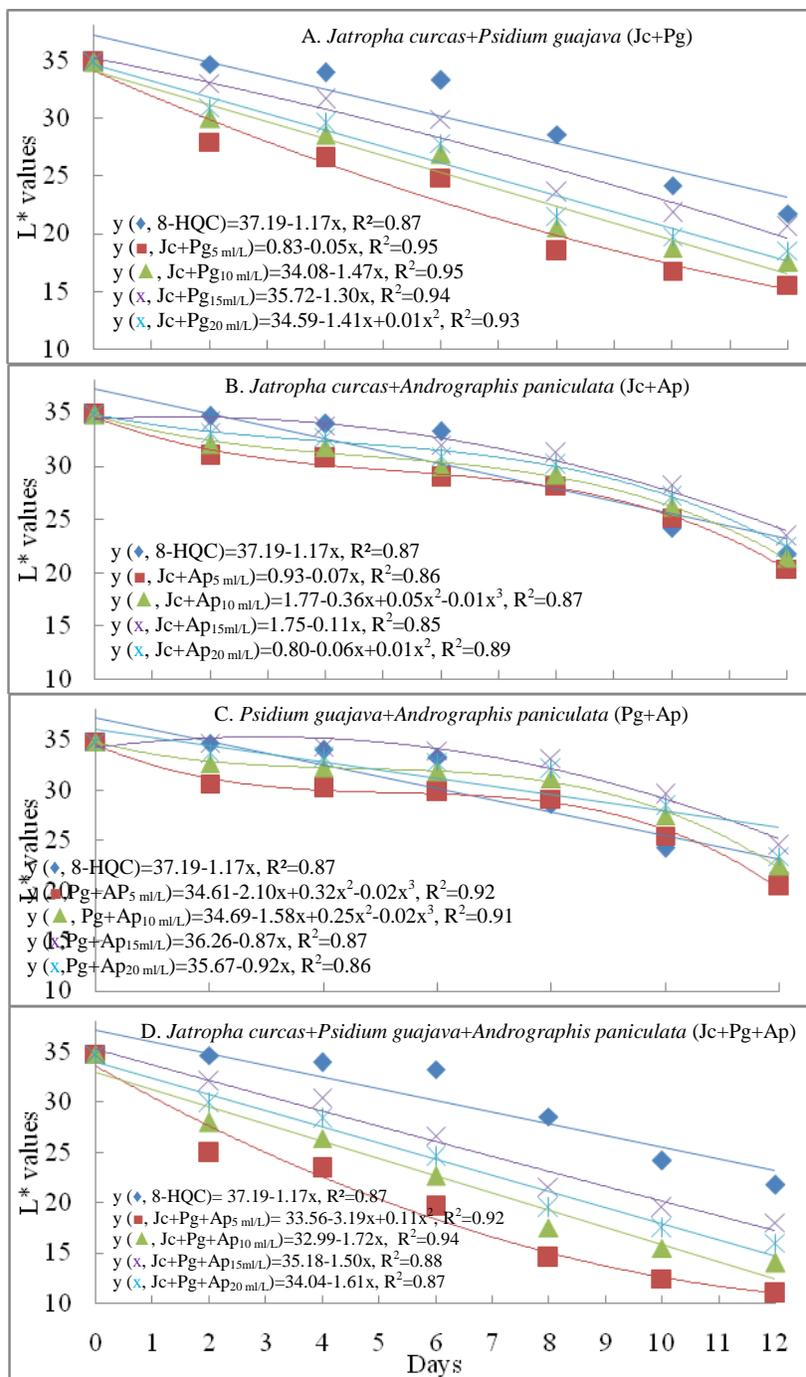 A. Jatropha curcas+Psidium guajava (Jc+Pg)
35
30
25
20
15
10
L* values
y (♦, 8-HQC)=37.19-1.17x, R²=0.87
y (■, Jc+Pg5 ml/L)=0.83-0.05x, R²=0.95
y (▲, Jc+Pg10 ml/L)=34.08-1.47x, R²=0.95
y (x, Jc+Pg15ml/L)=35.72-1.30x, R²=0.94
y (x, Jc+Pg20 ml/L)=34.59-1.41x+0.01x², R²=0.93
B. Jatropha curcas+Andrographis paniculata (Jc+Ap)
35
30
25
20
15
10
L* values
y (♦, 8-HQC)=37.19-1.17x, R²=0.87
y (■, Jc+Ap5 ml/L)=0.93-0.07x, R²=0.86
y (▲, Jc+Ap10 ml/L)=1.77-0.36x+0.05x²-0.01x³, R²=0.87
y (x, Jc+Ap15ml/L)=1.75-0.11x, R²=0.85
y (x, Jc+Ap20 ml/L)=0.80-0.06x+0.01x², R²=0.89
C. Psidium guajava+Andrographis paniculata (Pg+Ap)
35
30
25
20
15
10
L* values
y (♦, 8-HQC)=37.19-1.17x, R²=0.87
y (■,Pg+AP5 ml/L)=34.61-2.10x+0.32x²-0.02x³, R²=0.92
y (▲, Pg+Ap10 ml/L)=34.69-1.58x+0.25x²-0.02x³, R²=0.91
y (x,Pg+Ap15ml/L)=36.26-0.87x, R²=0.87
y (x,Pg+Ap20 ml/L)=35.67-0.92x, R²=0.86
D. Jatropha curcas+Psidium guajava+Andrographis paniculata (Jc+Pg+Ap)
35
30
25
20
15
10
L* values
y (♦, 8-HQC)= 37.19-1.17x, R²=0.87
y (■, Jc+Pg+Ap5 ml/L)= 33.56-3.19x+0.11x², R²=0.92
y (▲, Jc+Pg+Ap10 ml/L)=32.99-1.72x, R²=0.94
y (x, Jc+Pg+Ap15ml/L)=35.18-1.50x, R²=0.88
y (x, Jc+Pg+Ap20 ml/L)=34.04-1.61x, R²=0.87
0 1 2 3 4 5 6 7 8 9 10 11 12
Days